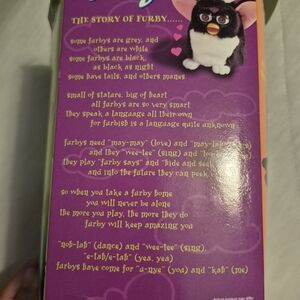 THE STORY OF FURBY......
some furbys are grey, and
others are white
some furbys are black,
as black as night
some have tails, and others manes
small of stature, big of heart
all furbys are so very smart
they speak a language all their own
for furbish is a language quite unknown
furbys need "may-may" (love) and "may-lah"
and they "wee-tee" (sing) and
they play "furby says" and "hide and seek"
and into the future they can peek
so when you take a furby home
you will never be alone
the more you play, the more they do
furby will keep amazing you
"noh-lah" (dance) and "wee-tee" (sing),
"e-tah/e-tah" (yea, yea)
furbys have come for "a-nye" (you) and "kah" (me)